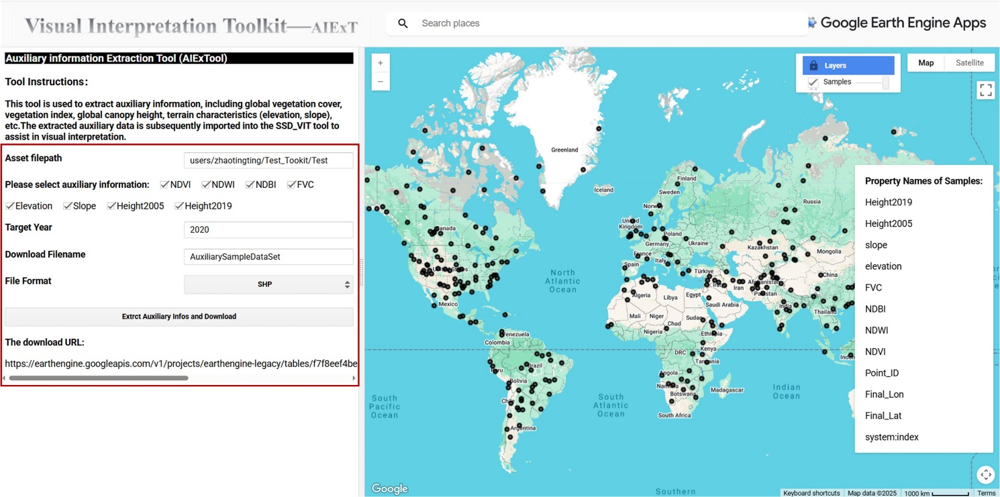 Visual Interpretation Toolkit—AIExT
Search places
Google Earth Engine Apps
Auxiliary information Extraction Tool (AIExTool)
Tool Instructions：
This tool is used to extract auxiliary information, including global vegetation cover,
vegetation index, global canopy height, terrain characteristics (elevation, slope),
etc.The extracted auxiliary data is subsequently imported into the SSD_VIT tool to
assist in visual interpretation.
Asset filepath
users/zhaotingting/Test_Tookit/Test
Please select auxiliary information: NDVI NDWI NDBI FVC
Elevation Slope Height2005 Height2019
Target Year
2020
Download Filename
AuxiliarySampleDataSet
File Format
SHP
Extrct Auxiliary Infos and Download
The download URL:
https://earthengine.googleapis.com/v1/projects/earthengine-legacy/tables/f7f8eef4be
+
−
Layers
Samples
Map
Satellite
Greenland
Iceland
Finland
Sweden
Norway
Russia
United
Kingdom
Canada
Poland
Germany
Ukraine
France
Italy
Kazakhstan
Mongolia
Spain
Türkiye
United States
China
North
Atlantic
Ocean
Iraq
Iran
Afghanistan
Pakistan
Algeria
Libya
Egypt
Saudi Arabia
Mexico
India
Mali
Niger
Sudan
Thailand
Chad
Nigeria
Ethiopia
Venezuela
Colombia
DRC
Kenya
Tanzania
Peru
Brazil
Angola
Bolivia
Namibia
Botswana
Madagascar
Indian
Ocean
South
Pacific
Ocean
South
Atlantic
Ocean
Chile
South Africa
Argentina
Southern
Property Names of Samples:
Height2019
Height2005
slope
elevation
FVC
NDBI
NDWI
NDVI
Point_ID
Final_Lon
Final_Lat
system:index
Google
Keyboard shortcuts
Map data ©2025
1000 km
Terms